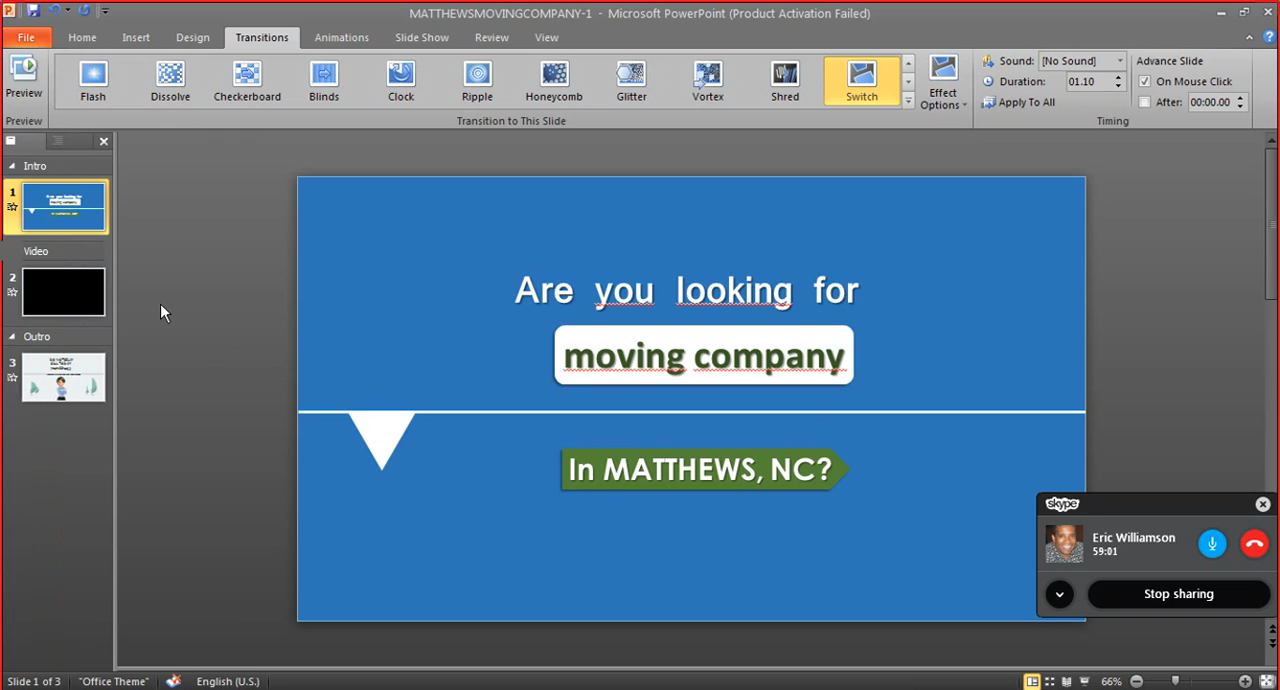 MATTHEWSMOVINGCOMPANY-1 - Microsoft PowerPoint (Product Activation Failed)
File Home Insert Design Transitions Animations Slide Show Review View
Preview
Flash Dissolve Checkerboard Blinds Clock Ripple Honeycomb Glitter Vortex Shred Switch
Effect
Options
Sound: [No Sound]
Duration: 01.10
Apply To All
Advance Slide
On Mouse Click
After: 00:00.00
Preview Transition to This Slide Timing
Intro
1
Video
2
Outro
3
Are you looking for
moving company
In MATTHEWS, NC?
skype
Eric Williamson
59:01
Stop sharing
Slide 1 of 3 "Office Theme" English (U.S.) 66%